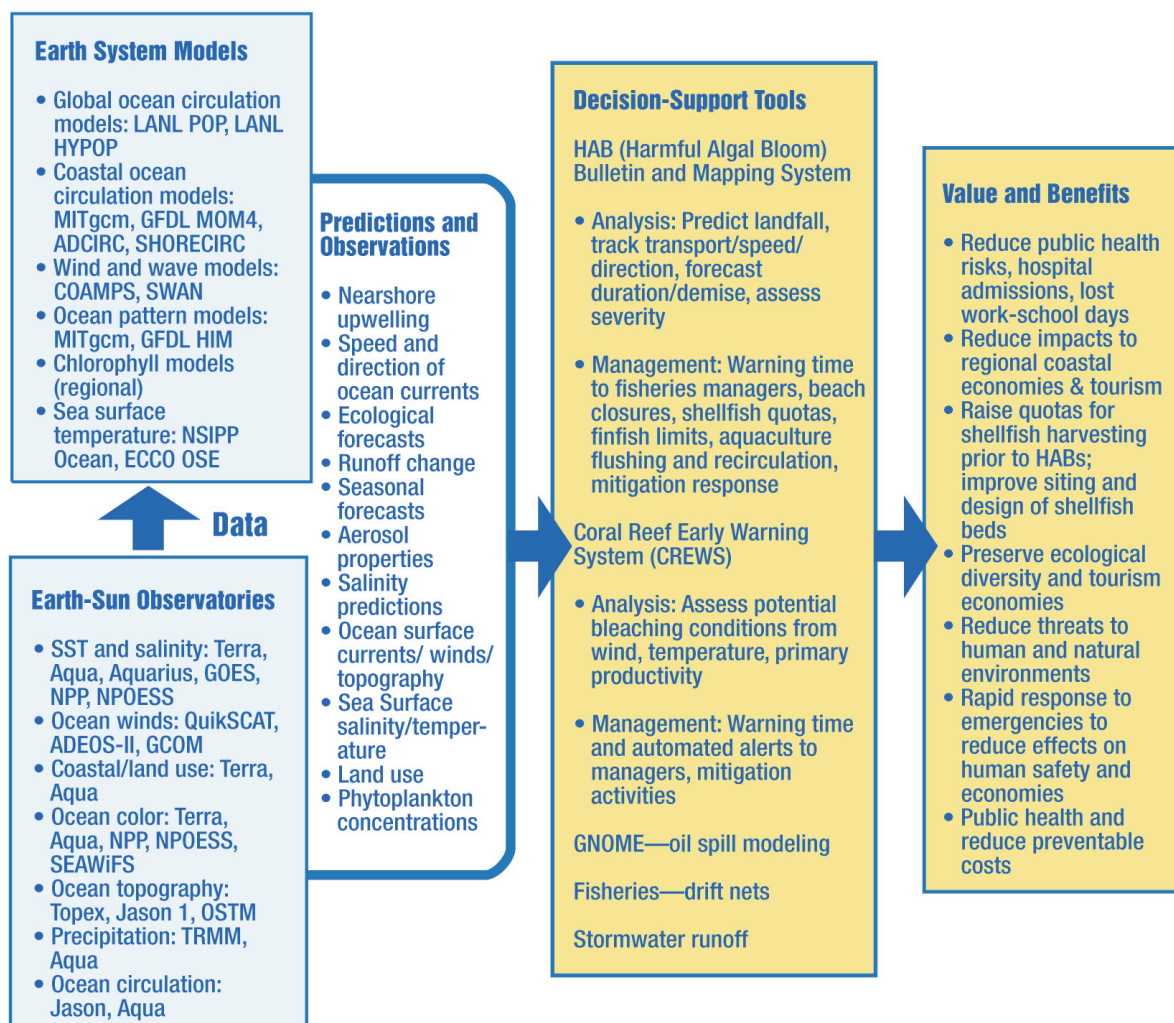 Earth System Models
• Global ocean circulation
models: LANL POP, LANL
HYPOP
• Coastal ocean
circulation models:
MITgcm, GFDL MOM4,
ADCIRC, SHORECIRC
• Wind and wave models:
COAMPS, SWAN
• Ocean pattern models:
MITgcm, GFDL HIM
• Chlorophyll models
(regional)
• Sea surface
temperature: NSIPP
Ocean, ECCO OSE
Data
Earth-Sun Observatories
• SST and salinity: Terra,
Aqua, Aquarius, GOES,
NPP, NPOESS
• Ocean winds: QuikSCAT,
ADEOS-II, GCOM
• Coastal/land use: Terra,
Aqua
• Ocean color: Terra,
Aqua, NPP, NPOESS,
SEAWiFS
• Ocean topography:
Topex, Jason 1, OSTM
• Precipitation: TRMM,
Aqua
• Ocean circulation:
Jason, Aqua
Predictions and
Observations
• Nearshore
upwelling
• Speed and
direction of
ocean currents
• Ecological
forecasts
• Runoff change
• Seasonal
forecasts
• Aerosol
properties
• Salinity
predictions
• Ocean surface
currents/ winds/
topography
• Sea Surface
salinity/temper-
ature
• Land use
• Phytoplankton
concentrations
Decision-Support Tools
HAB (Harmful Algal Bloom)
Bulletin and Mapping System
• Analysis: Predict landfall,
track transport/speed/
direction, forecast
duration/demise, assess
severity
• Management: Warning time
to fisheries managers, beach
closures, shellfish quotas,
finfish limits, aquaculture
flushing and recirculation,
mitigation response
Coral Reef Early Warning
System (CREWS)
• Analysis: Assess potential
bleaching conditions from
wind, temperature, primary
productivity
• Management: Warning time
and automated alerts to
managers, mitigation
activities
GNOME—oil spill modeling
Fisheries—drift nets
Stormwater runoff
Value and Benefits
• Reduce public health
risks, hospital
admissions, lost
work-school days
• Reduce impacts to
regional coastal
economies & tourism
• Raise quotas for
shellfish harvesting
prior to HABs;
improve siting and
design of shellfish
beds
• Preserve ecological
diversity and tourism
economies
• Reduce threats to
human and natural
environments
• Rapid response to
emergencies to
reduce effects on
human safety and
economies
• Public health and
reduce preventable
costs